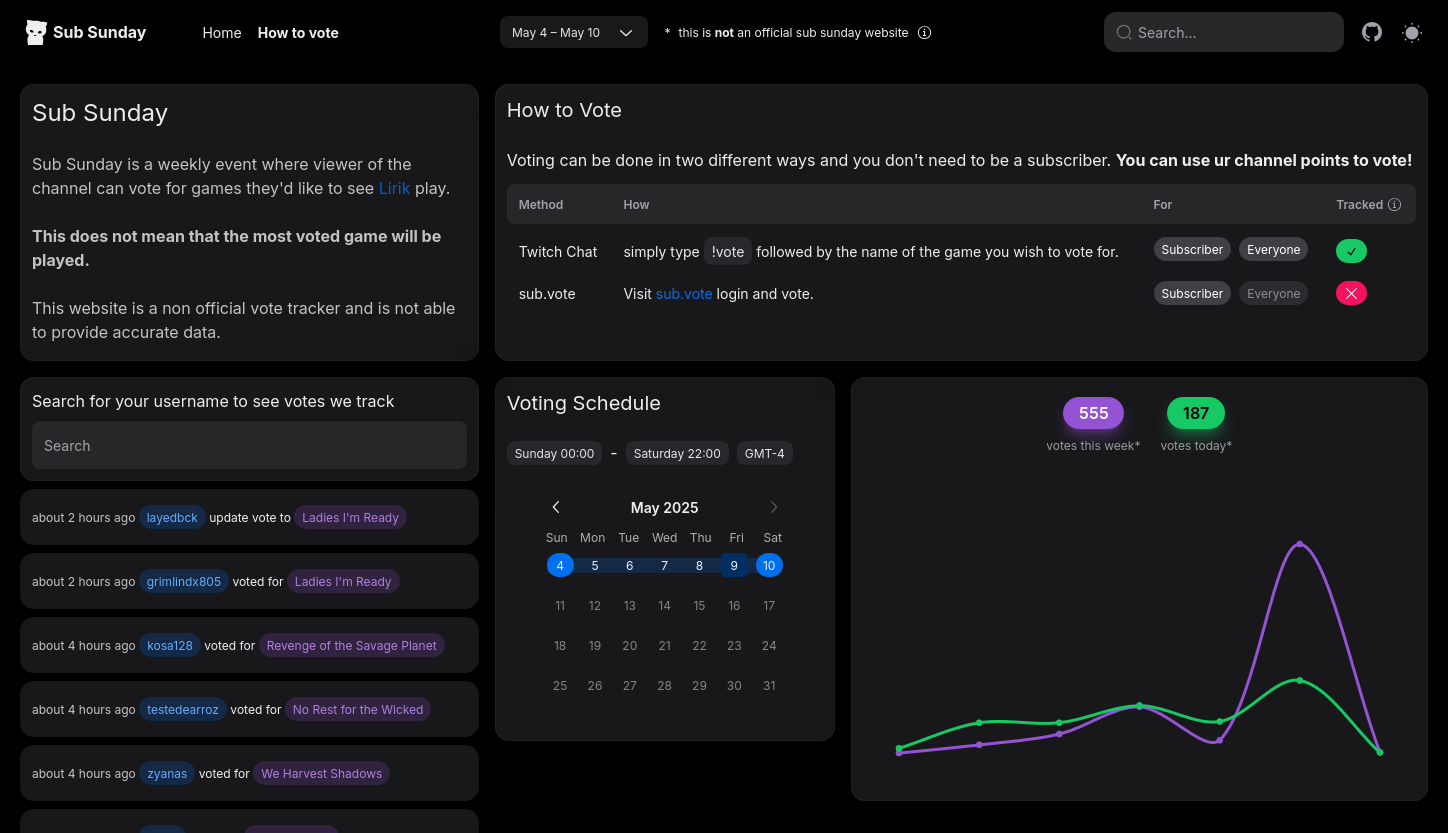 Sub Sunday
Home How to vote
May 4 – May 10
* this is not an official sub sunday website
Search...
Sub Sunday
Sub Sunday is a weekly event where viewer of the
channel can vote for games they'd like to see Lirik play.
This does not mean that the most voted game will be
played.
This website is a non official vote tracker and is not able
to provide accurate data.
How to Vote
Voting can be done in two different ways and you don't need to be a subscriber. You can use ur channel points to vote!
Method How For Tracked
Twitch Chat simply type !vote followed by the name of the game you wish to vote for. Subscriber Everyone
sub.vote Visit sub.vote login and vote. Subscriber Everyone
Search for your username to see votes we track
Search
about 2 hours ago layedbck update vote to Ladies I'm Ready
about 2 hours ago grimlindx805 voted for Ladies I'm Ready
about 4 hours ago kosa128 voted for Revenge of the Savage Planet
about 4 hours ago testedearroz voted for No Rest for the Wicked
about 4 hours ago zyanas voted for We Harvest Shadows
Voting Schedule
Sunday 00:00 - Saturday 22:00 GMT-4
May 2025
Sun Mon Tue Wed Thu Fri Sat
4 5 6 7 8 9 10
11 12 13 14 15 16 17
18 19 20 21 22 23 24
25 26 27 28 29 30 31
555 187
votes this week* votes today*